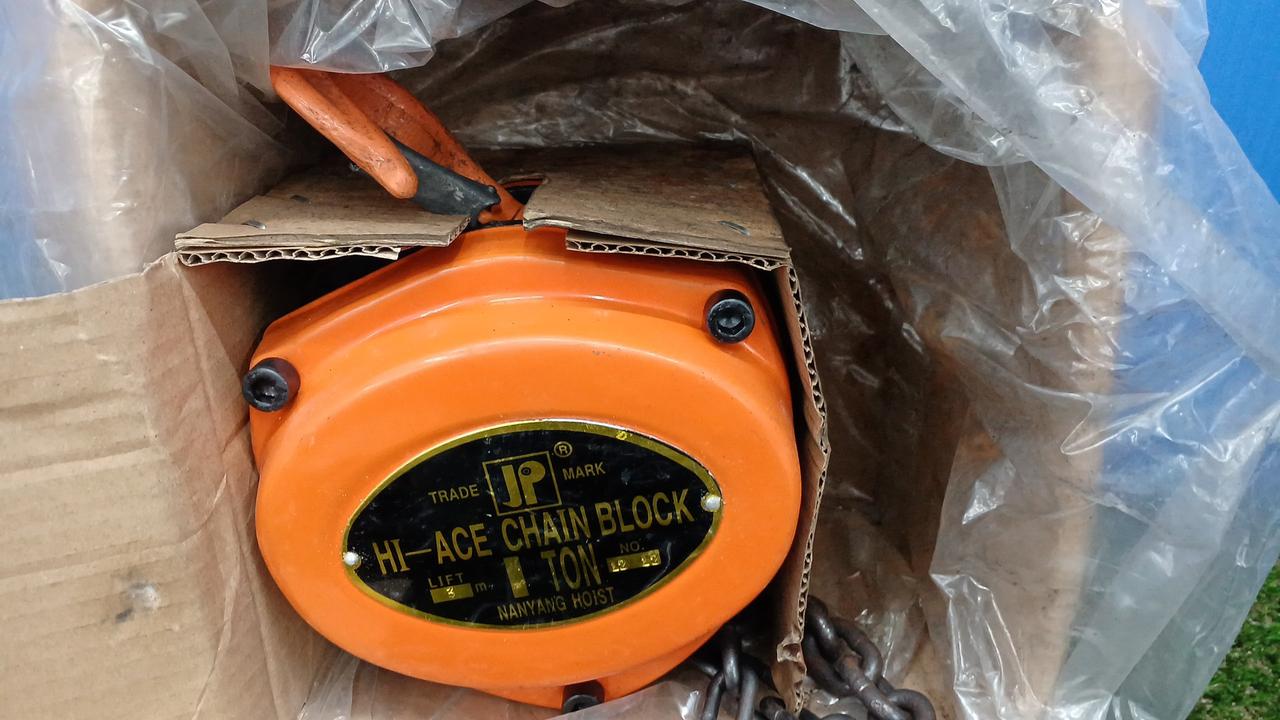 ®
TRADE JP MARK
HI-ACE CHAIN BLOCK
LIFT 3 m. 1 TON NO.
NANYANG HOIST